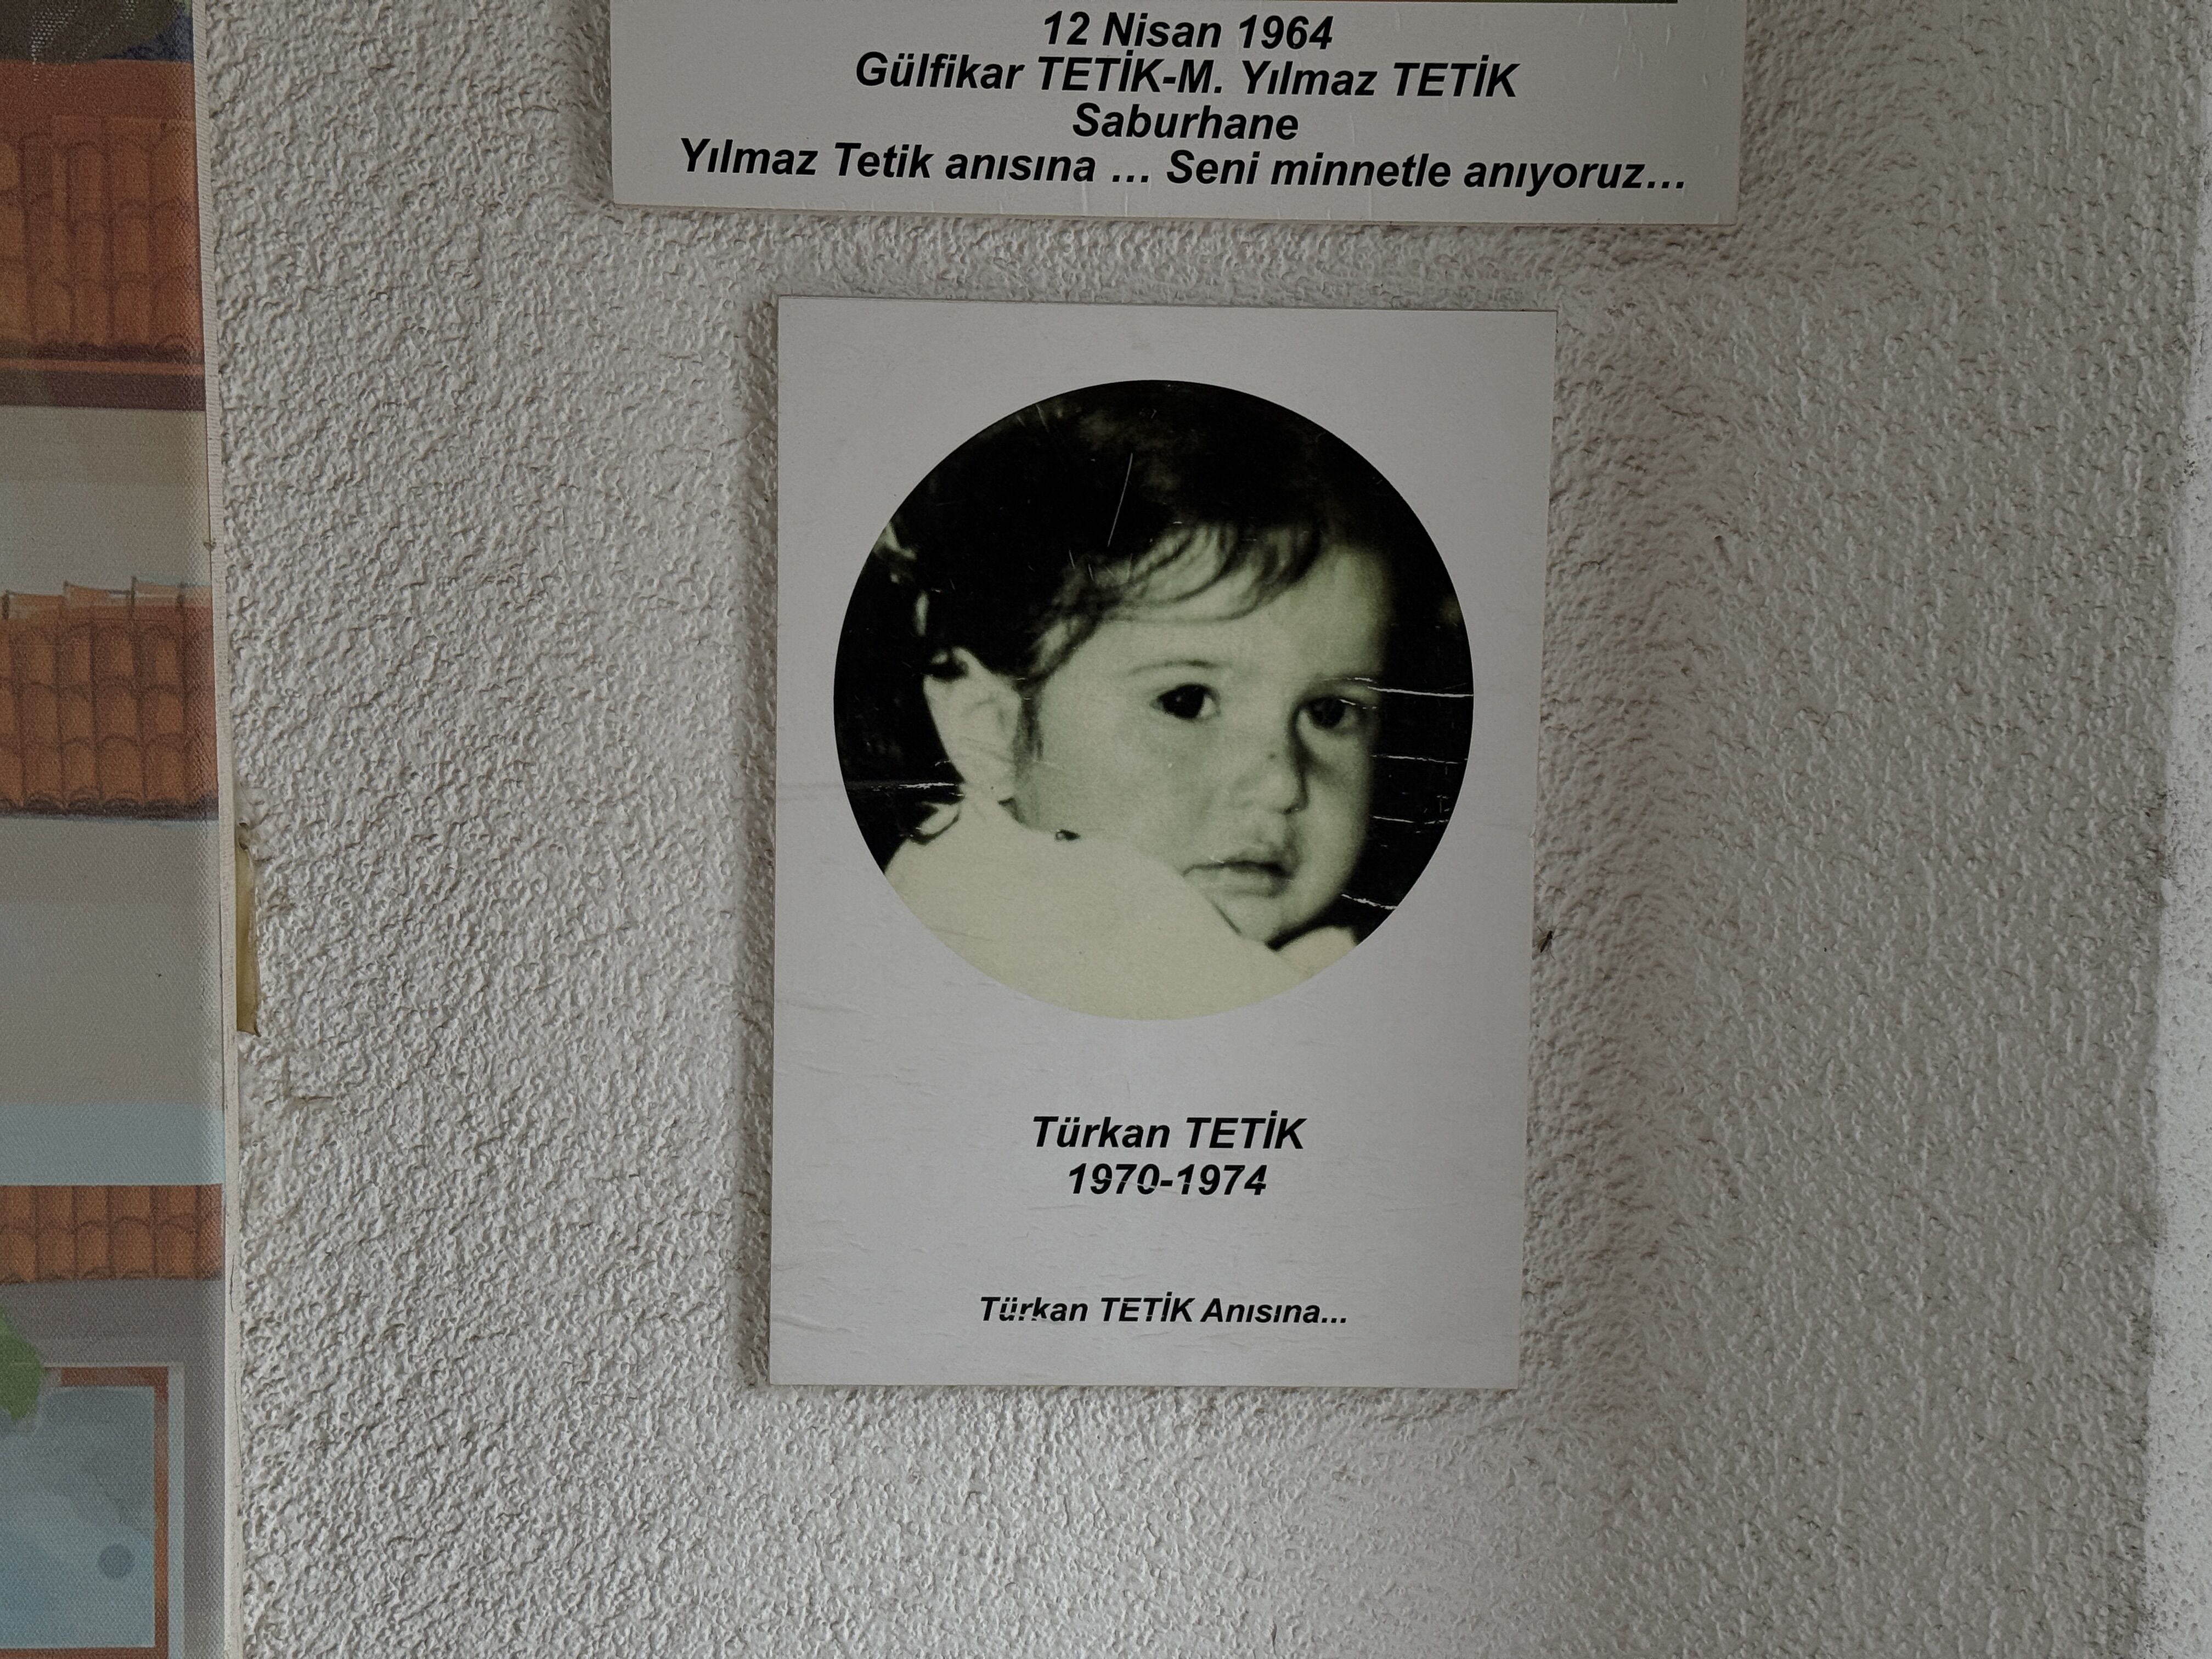 12 Nisan 1964
Gülfikar TETİK-M. Yılmaz TETİK
Saburhane
Yılmaz Tetik anısına ... Seni minnetle anıyoruz...
Türkan TETİK
1970-1974
Türkan TETİK Anısına...